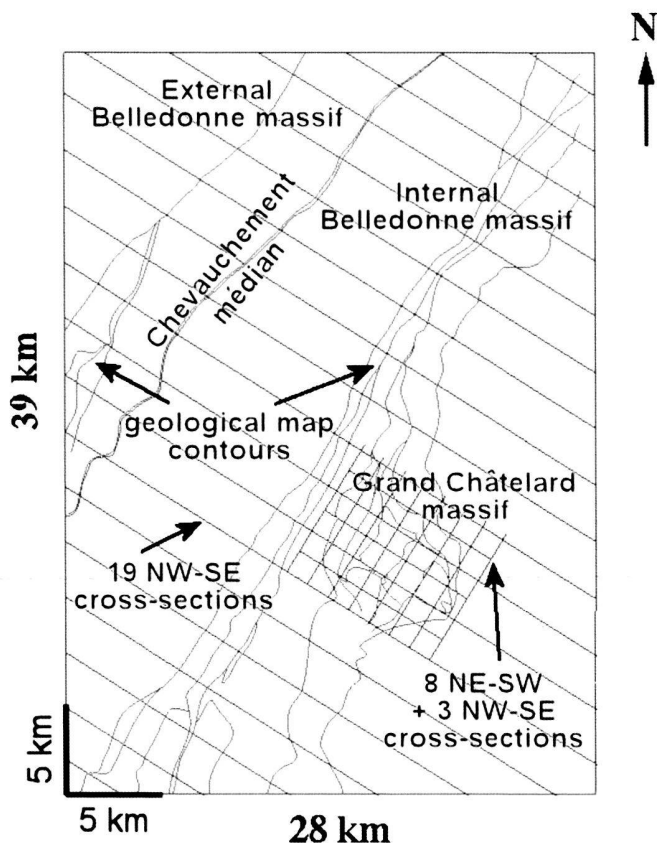 N
External
Belledonne massif
Internal
Belledonne massif
Chevauchement
médian
39 km
geological map
contours
Grand Châtelard
massif
19 NW-SE
cross-sections
8 NE-SW
+ 3 NW-SE
cross-sections
5 km
5 km
28 km